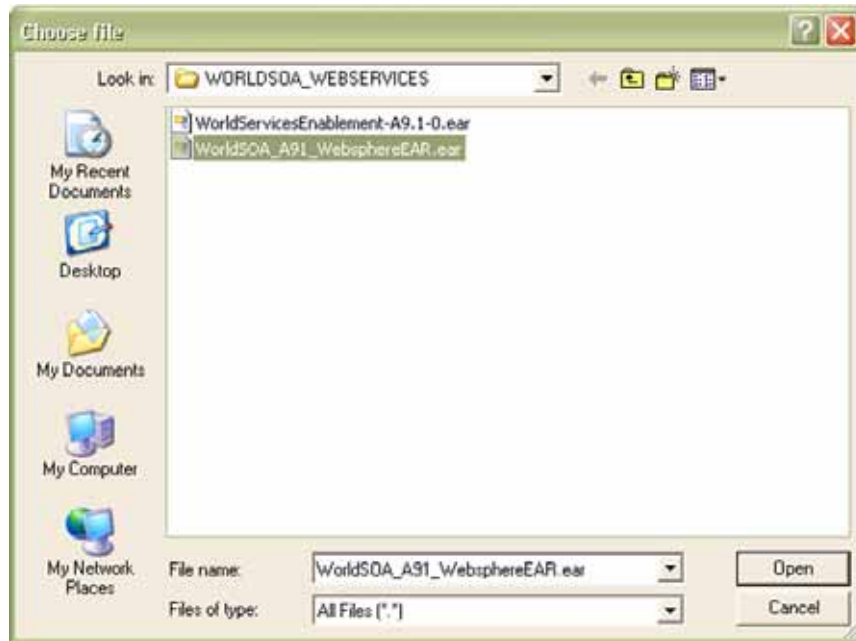 Choose file
Look in: WORLDSOA_WEBSERVICES
WorldServicesEnablement-A9.1-0.ear
WorldSOA_A91_WebsphereEAR.ear
My Recent
Documents
Desktop
My Documents
My Computer
My Network
Places
File name: WorldSOA_A91_WebsphereEAR.ear
Files of type: All Files (*.*)
Open
Cancel